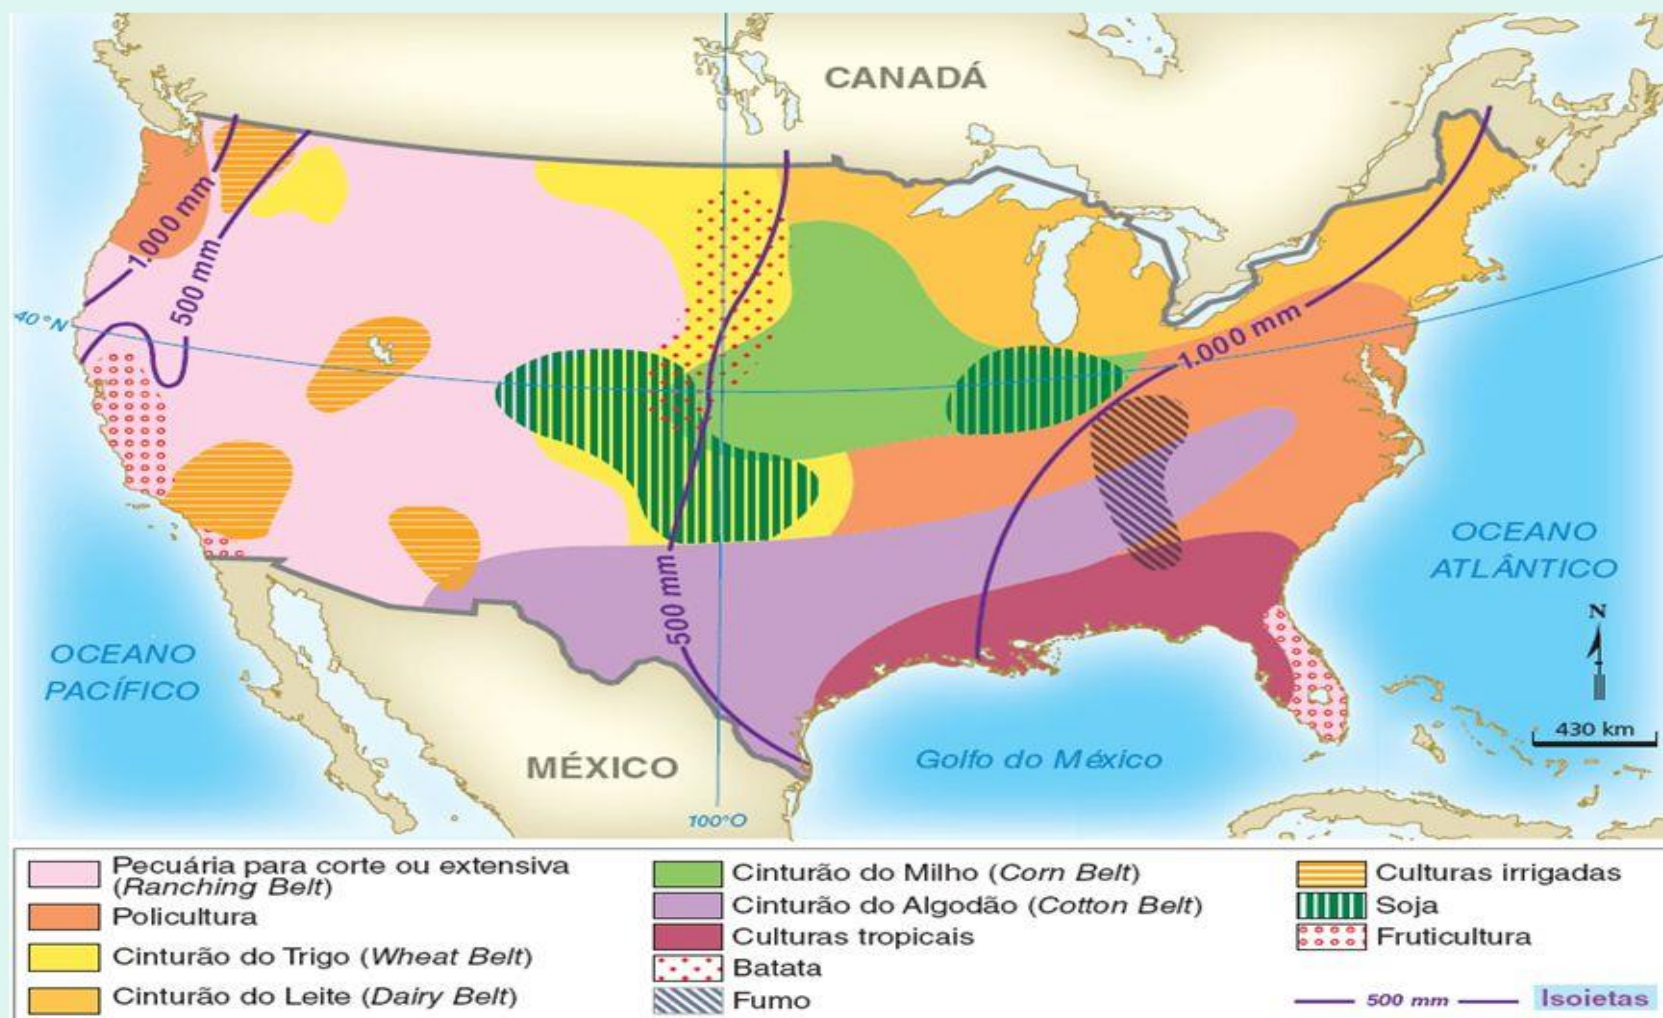 CANADÁ
1.000 mm
500 mm
40°N
1.000 mm
OCEANO
ATLÂNTICO
N
500 mm
OCEANO
PACÍFICO
430 km
MÉXICO
Golfo do México
100°O
Pecuária para corte ou extensiva
(Ranching Belt)
Policultura
Cinturão do Trigo (Wheat Belt)
Cinturão do Leite (Dairy Belt)
Cinturão do Milho (Corn Belt)
Cinturão do Algodão (Cotton Belt)
Culturas tropicais
Batata
Fumo
Culturas irrigadas
Soja
Fruticultura
500 mm Isoietas